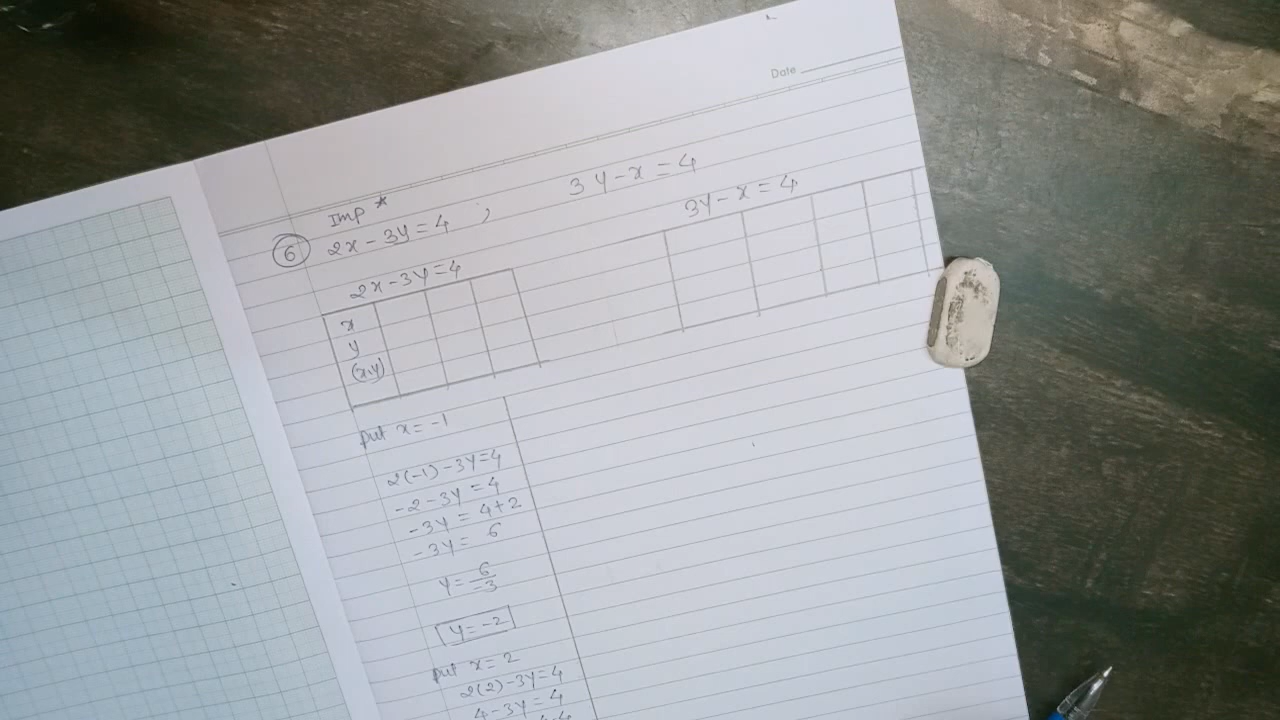 Date
Imp *
6 2x - 3y = 4 ; 3y - x = 4
2x - 3y = 4 3y - x = 4
x
y
(x,y)
put x = -1
2(-1) - 3y = 4
-2 - 3y = 4
-3y = 4 + 2
-3y = 6
y = 6/-3
y = -2
put x = 2
2(2) - 3y = 4
4 - 3y = 4